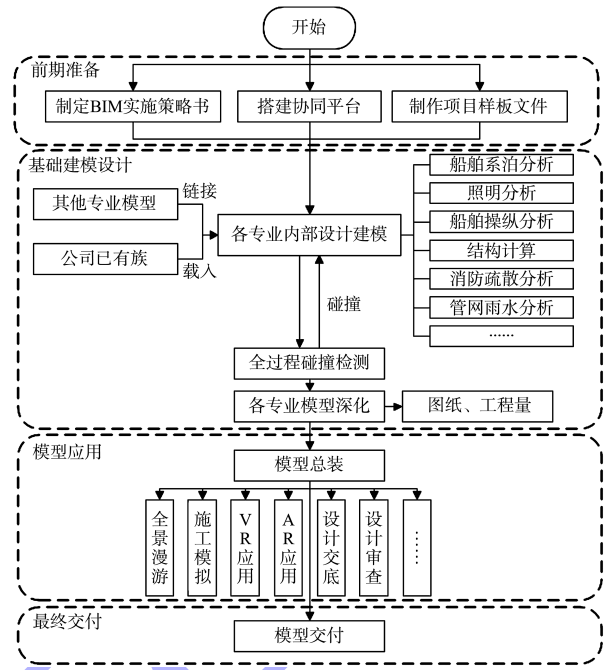 开始
前期准备
制定BIM实施策略书
搭建协同平台
制作项目样板文件
基础建模设计
其他专业模型
链接
公司已有族
载入
各专业内部设计建模
船舶系泊分析
照明分析
船舶操纵分析
结构计算
消防疏散分析
管网雨水分析
......
碰撞
全过程碰撞检测
各专业模型深化
图纸、工程量
模型应用
模型总装
全景漫游
施工模拟
VR应用
AR应用
设计交底
设计审查
......
最终交付
模型交付